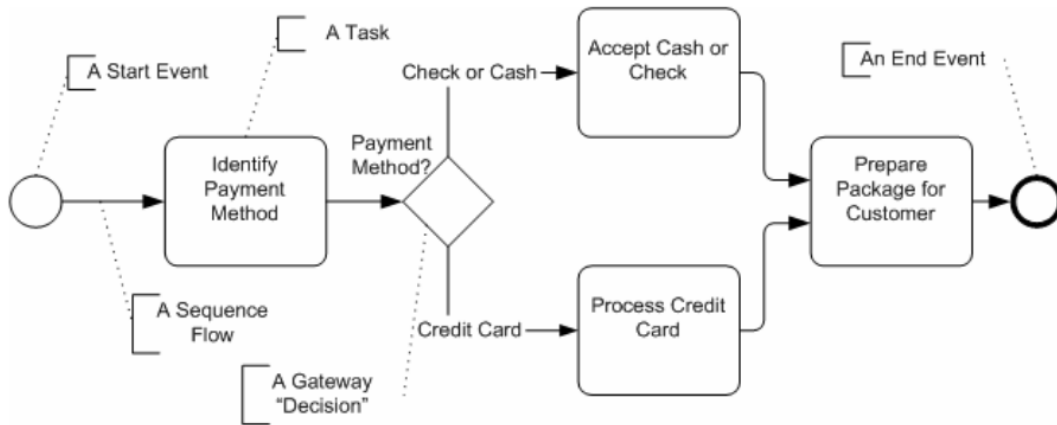 A Start Event
A Task
Identify
Payment
Method
A Sequence
Flow
Payment
Method?
A Gateway
“Decision”
Check or Cash
Accept Cash or
Check
Credit Card
Process Credit
Card
Prepare
Package for
Customer
An End Event